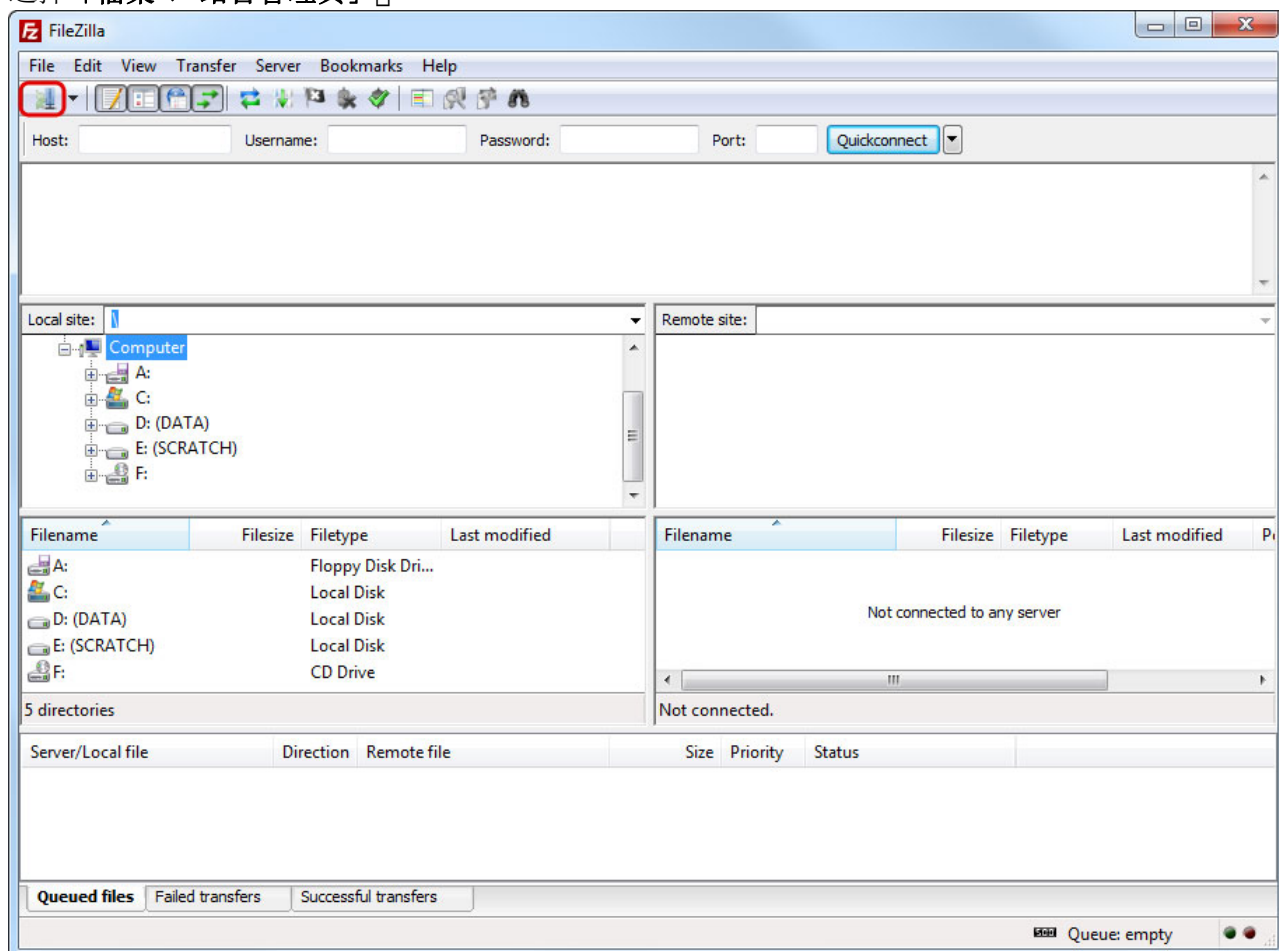 FileZilla
File Edit View Transfer Server Bookmarks Help
Host: Username: Password: Port: Quickconnect
Local site: \ Remote site:
Computer
A:
C:
D: (DATA)
E: (SCRATCH)
F:
Filename Filesize Filetype Last modified Filename Filesize Filetype Last modified
A: Floppy Disk Dri...
C: Local Disk
D: (DATA) Local Disk
Not connected to any server
E: (SCRATCH) Local Disk
F: CD Drive
5 directories Not connected.
Server/Local file Direction Remote file Size Priority Status
Queued files Failed transfers Successful transfers
Queue: empty